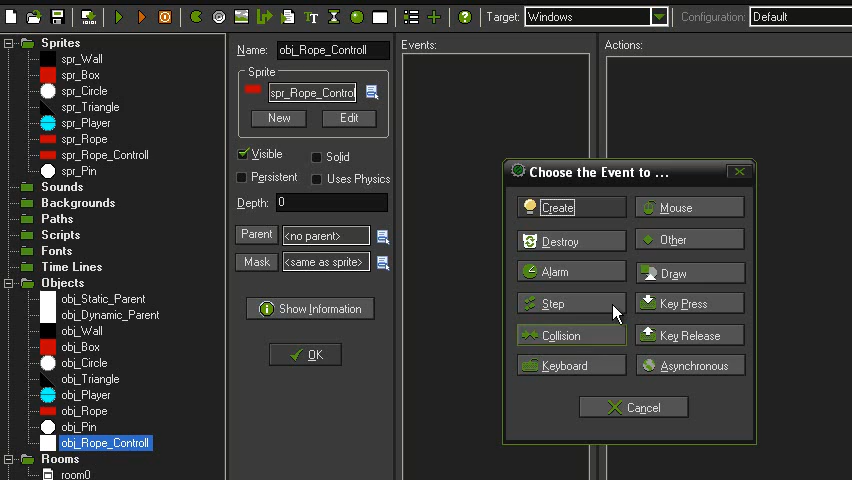 Target: Windows Configuration: Default
Sprites
spr_Wall
spr_Box
spr_Circle
spr_Triangle
spr_Player
spr_Rope
spr_Rope_Controll
spr_Pin
Sounds
Backgrounds
Paths
Scripts
Fonts
Time Lines
Objects
obj_Static_Parent
obj_Dynamic_Parent
obj_Wall
obj_Box
obj_Circle
obj_Triangle
obj_Player
obj_Rope
obj_Pin
obj_Rope_Controll
Rooms
room0
Name: obj_Rope_Controll
Sprite
spr_Rope_Control
New Edit
Visible Solid
Persistent Uses Physics
Depth: 0
Parent <no parent>
Mask <same as sprite>
Show Information
OK
Events:
Actions:
Choose the Event to ...
Create Mouse
Destroy Other
Alarm Draw
Step Key Press
Collision Key Release
Keyboard Asynchronous
Cancel